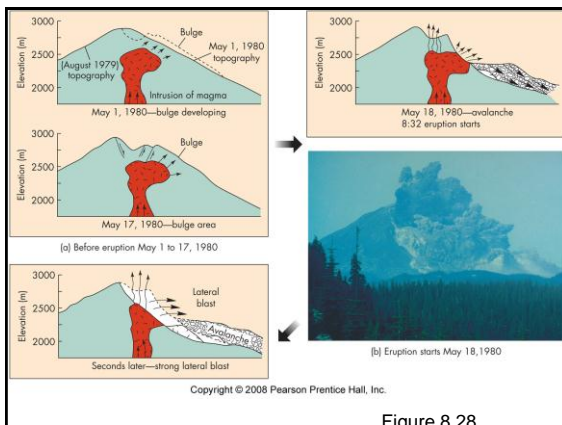 3000
2500
2000
Elevation (m)
Bulge
May 1, 1980
topography
(August 1979)
topography
Intrusion of magma
May 1, 1980—bulge developing
3000
2500
2000
Elevation (m)
Bulge
May 17, 1980—bulge area
(a) Before eruption May 1 to 17, 1980
3000
2500
2000
Elevation (m)
May 18, 1980—avalanche
8:32 eruption starts
(b) Eruption starts May 18,1980
3000
2500
2000
Elevation (m)
Lateral
blast
Avalanche
Seconds later—strong lateral blast
Copyright © 2008 Pearson Prentice Hall, Inc.
Figure 8.28